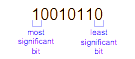 10010110
most least
significant significant
bit bit